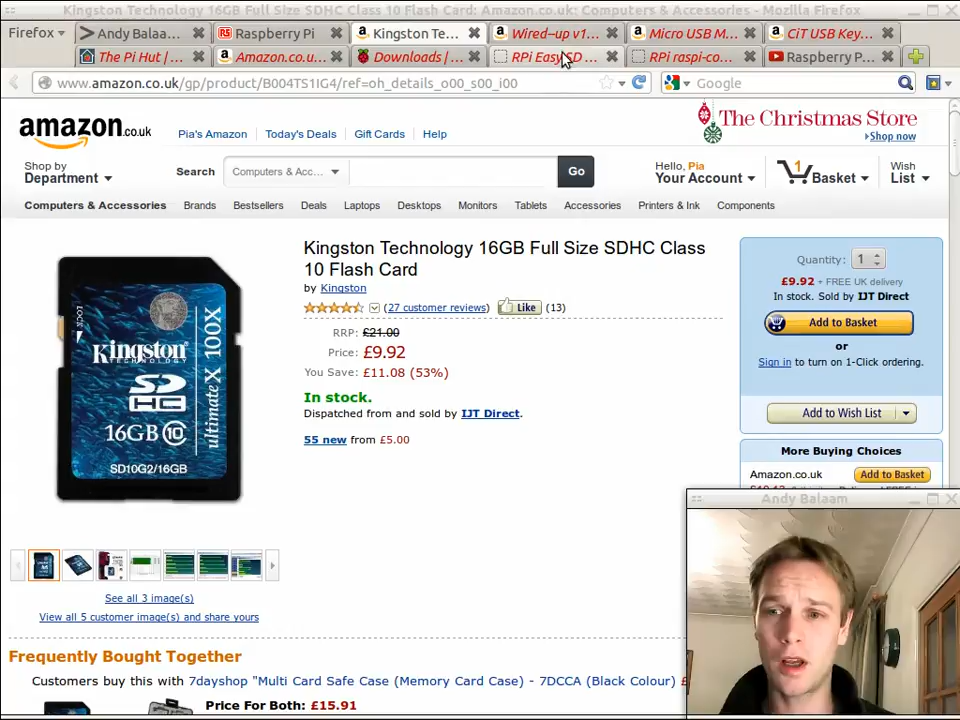 Kingston Technology 16GB Full Size SDHC Class 10 Flash Card: Amazon.co.uk: Computers & Accessories - Mozilla Firefox
Firefox
Andy Balaa...
Raspberry Pi
Kingston Te...
Wired–up v1...
Micro USB M...
CiT USB Key...
The Pi Hut | ...
Amazon.co.u...
Downloads | ...
RPi Easy SD ...
RPi raspi-co...
Raspberry P...
www.amazon.co.uk/gp/product/B004TS1IG4/ref=oh_details_o00_s00_i00
Google
amazon.co.uk
Pia's Amazon
Today's Deals
Gift Cards
Help
The Christmas Store
Shop now
Shop by
Department
Search
Computers & Acc...
Go
Hello, Pia
Your Account
1
Basket
Wish
List
Computers & Accessories
Brands
Bestsellers
Deals
Laptops
Desktops
Monitors
Tablets
Accessories
Printers & Ink
Components
LOCK
Kingston
TECHNOLOGY
SD
HC
16GB 10
ultimate X 100X
SD10G2/16GB
See all 3 image(s)
View all 5 customer image(s) and share yours
Kingston Technology 16GB Full Size SDHC Class
10 Flash Card
by Kingston
(27 customer reviews)
Like
(13)
RRP: £21.00
Price: £9.92
You Save: £11.08 (53%)
In stock.
Dispatched from and sold by IJT Direct.
55 new from £5.00
Quantity: 1
£9.92 + FREE UK delivery
In stock. Sold by IJT Direct
Add to Basket
or
Sign in to turn on 1-Click ordering.
Add to Wish List
More Buying Choices
Amazon.co.uk
Add to Basket
Andy Balaam
Frequently Bought Together
Customers buy this with 7dayshop "Multi Card Safe Case (Memory Card Case) - 7DCCA (Black Colour) £
Price For Both: £15.91